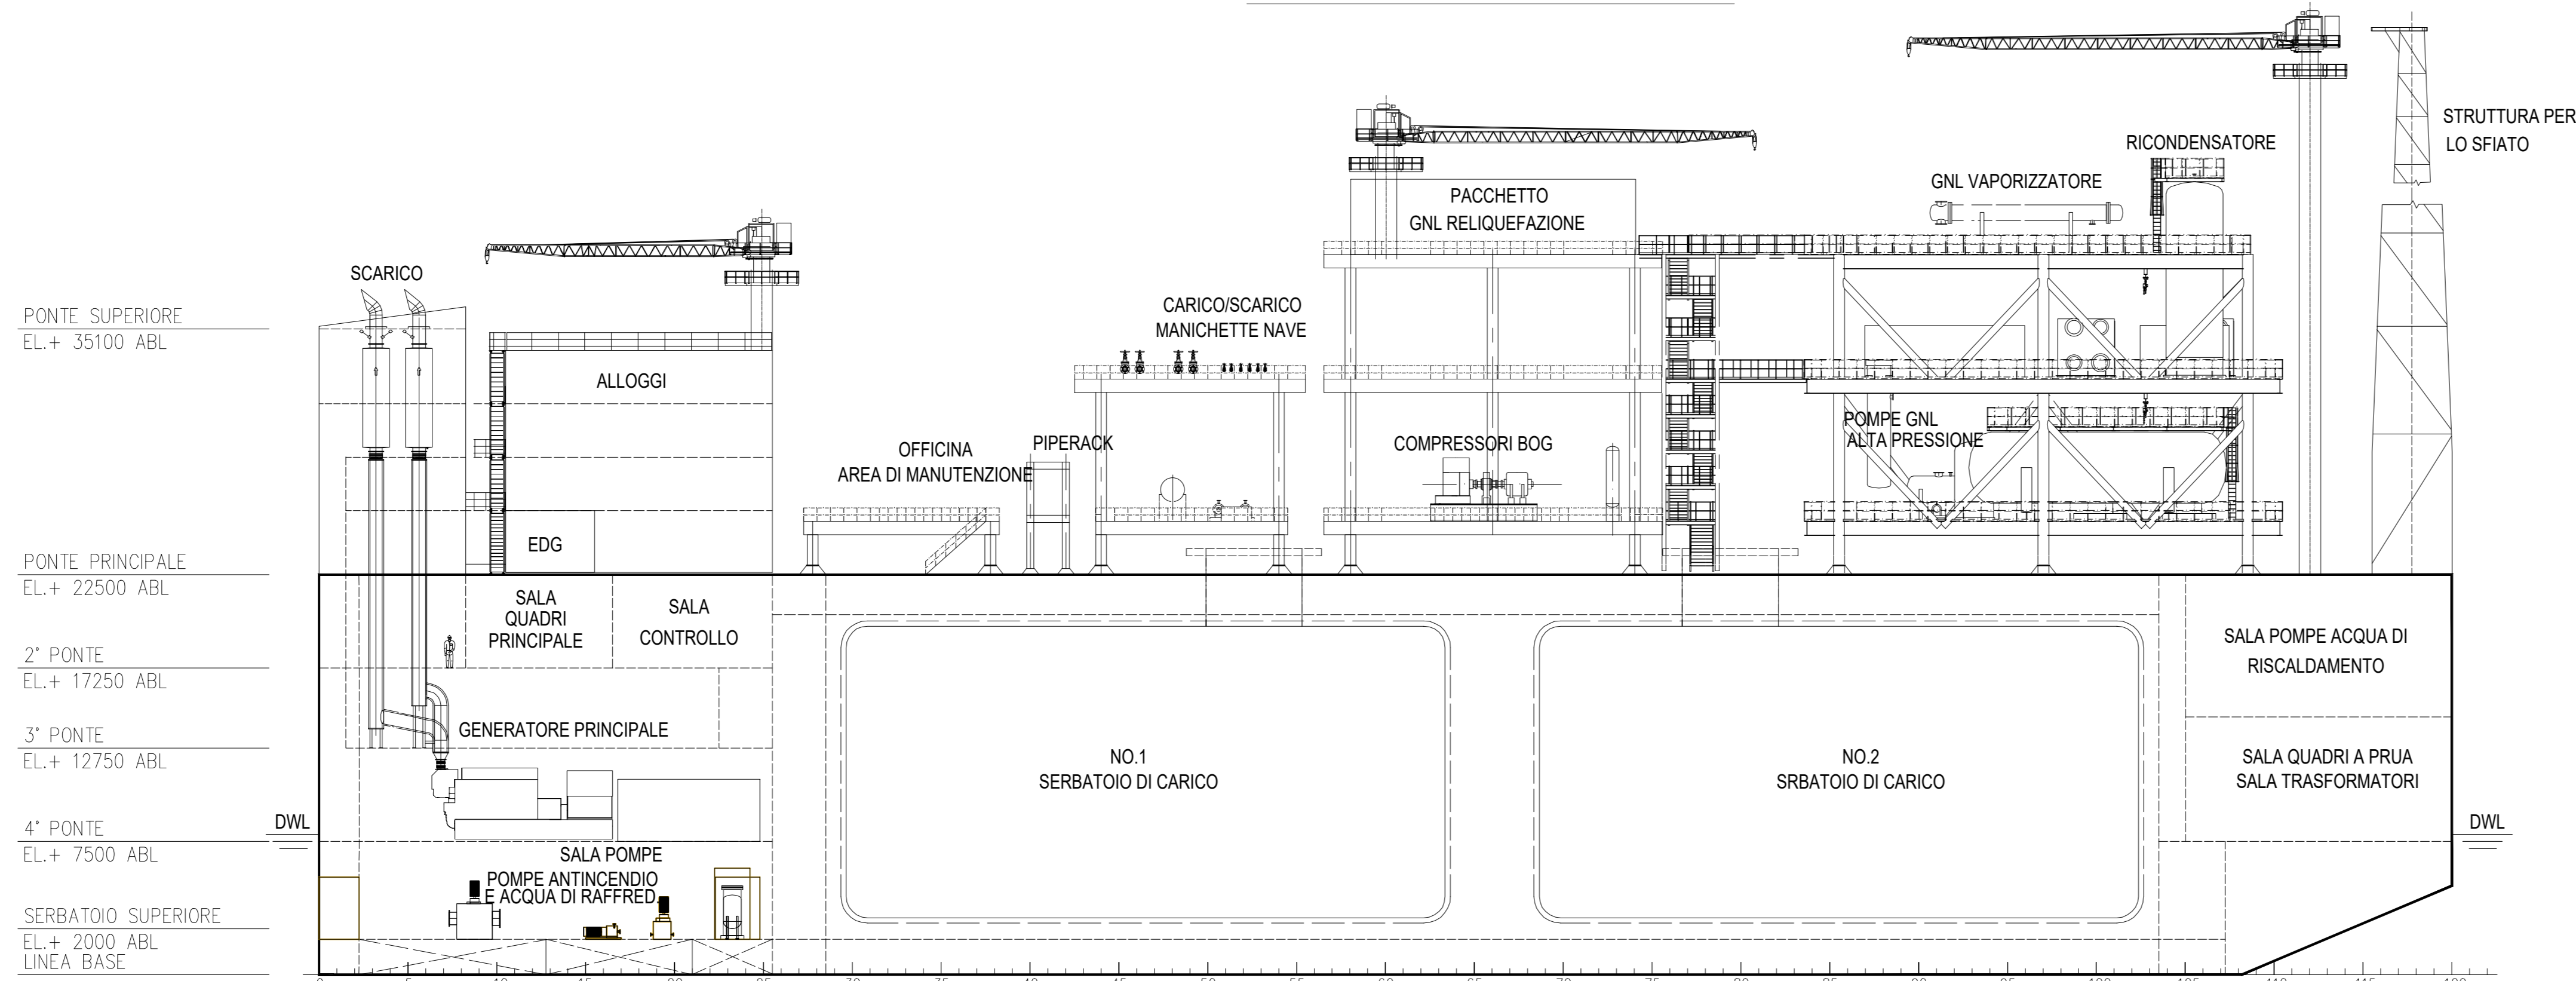 STRUTTURA PER
LO SFIATO
RICONDENSATORE
GNL VAPORIZZATORE
PACCHETTO
GNL RELIQUEFAZIONE
SCARICO
CARICO/SCARICO
MANICHETTE NAVE
PONTE SUPERIORE
EL.+ 35100 ABL
ALLOGGI
OFFICINA
AREA DI MANUTENZIONE
PIPERACK
COMPRESSORI BOG
POMPE GNL
ALTA PRESSIONE
EDG
PONTE PRINCIPALE
EL.+ 22500 ABL
SALA
QUADRI
PRINCIPALE
SALA
CONTROLLO
SALA POMPE ACQUA DI
RISCALDAMENTO
2° PONTE
EL.+ 17250 ABL
GENERATORE PRINCIPALE
3° PONTE
EL.+ 12750 ABL
NO.1
SERBATOIO DI CARICO
NO.2
SRBATOIO DI CARICO
SALA QUADRI A PRUA
SALA TRASFORMATORI
4° PONTE
EL.+ 7500 ABL
DWL
DWL
SALA POMPE
POMPE ANTINCENDIO
E ACQUA DI RAFFRED.
SERBATOIO SUPERIORE
EL.+ 2000 ABL
LINEA BASE